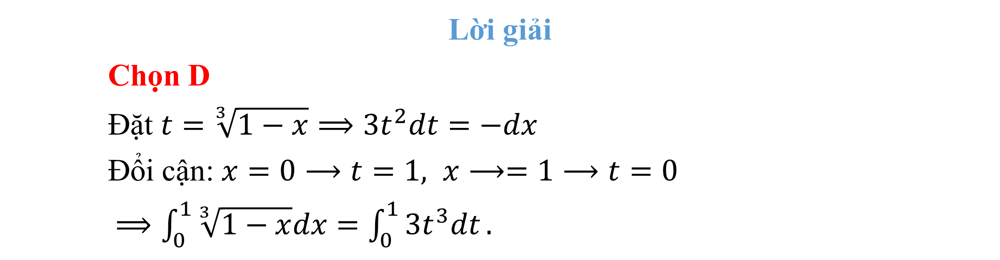 Lời giải
Chọn D
Đặt $t = \sqrt[3]{1 - x} \Longrightarrow 3t^2dt = -dx$
Đổi cận: $x = 0 \longrightarrow t = 1,\ x \longrightarrow = 1 \longrightarrow t = 0$
$\Longrightarrow \int_0^1 \sqrt[3]{1 - x}dx = \int_0^1 3t^3dt.$